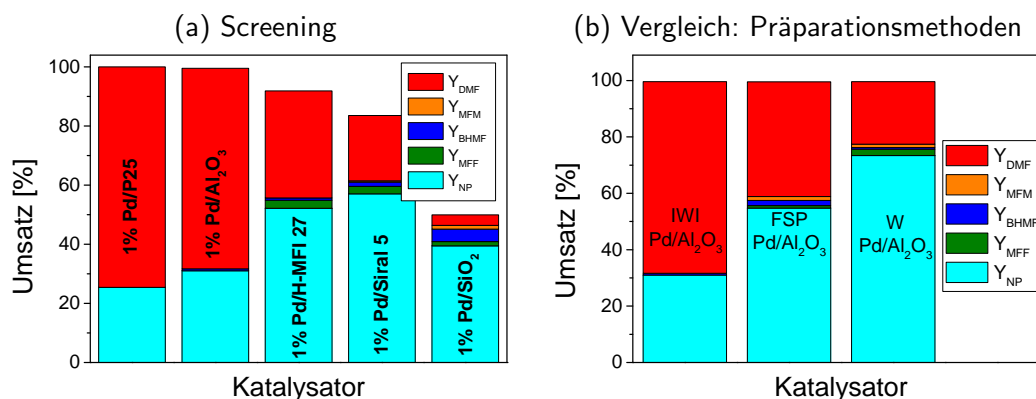 (a) Screening
100
80
60
40
20
0
Umsatz [%]
1% Pd/P25
1% Pd/Al2O3
1% Pd/H-MFI 27
1% Pd/Siral 5
1% Pd/SiO2
YDMF
YMFM
YBHMF
YMFF
YNP
Katalysator
(b) Vergleich: Präparationsmethoden
100
80
60
40
20
0
Umsatz [%]
IWI
Pd/Al2O3
FSP
Pd/Al2O3
W
Pd/Al2O3
YDMF
YMFM
YBHMF
YMFF
YNP
Katalysator